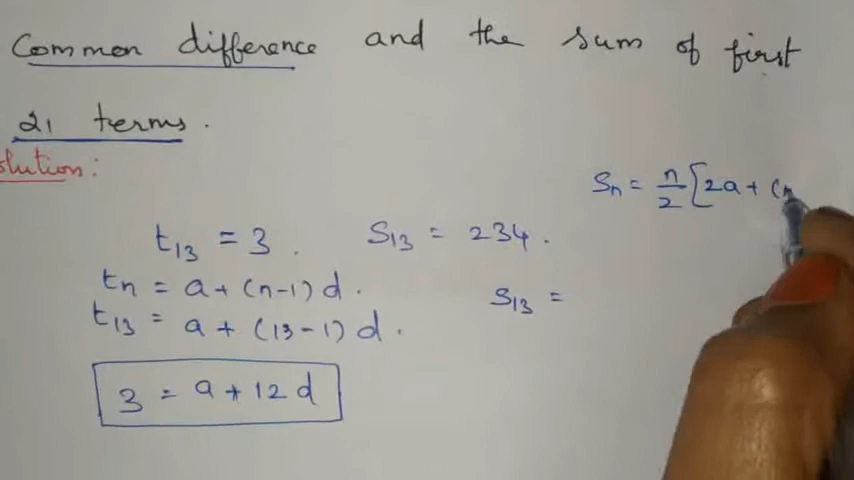 Common difference and the sum of first
21 terms.
olution:
Sn = n/2 [2a + (n
t13 = 3. S13 = 234.
tn = a + (n-1) d.
S13 =
t13 = a + (13-1) d.
3 = a + 12d